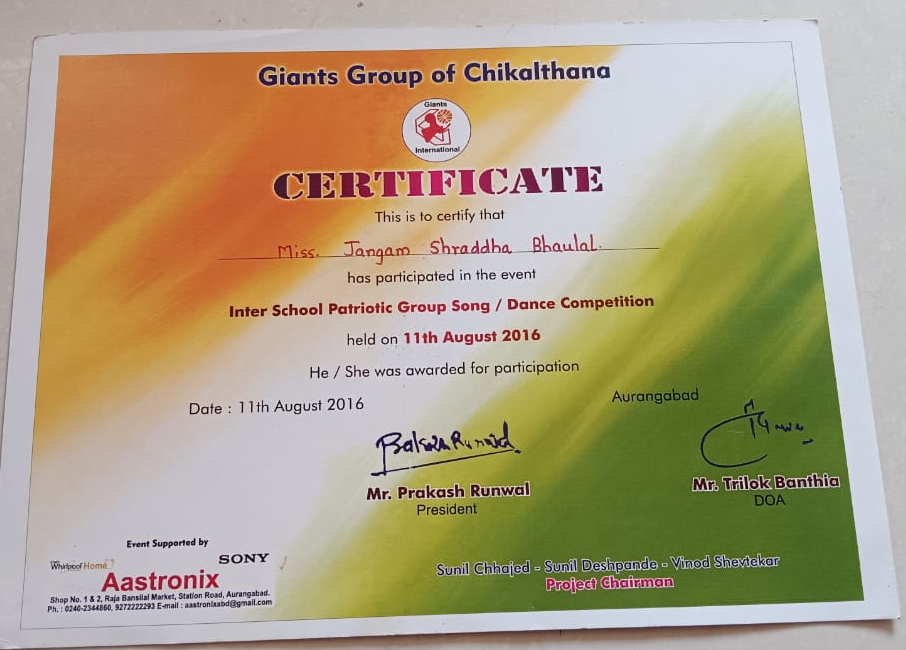 Giants Group of Chikalthana
Giants
International
CERTIFICATE
This is to certify that
Miss. Jangam Shraddha Bhaulal.
has participated in the event
Inter School Patriotic Group Song / Dance Competition
held on 11th August 2016
He / She was awarded for participation
Date : 11th August 2016
Aurangabad
Mr. Prakash Runwal
President
Mr. Trilok Banthia
DOA
Event Supported by
Whirlpool Home
SONY
Aastronix
Shop No. 1 & 2, Raja Bansilal Market, Station Road, Aurangabad.
Ph. : 0240-2344860, 9272222293 E-mail : aastronixabd@gmail.com
Sunil Chhajed - Sunil Deshpande - Vinod Shevtekar
Project Chairman